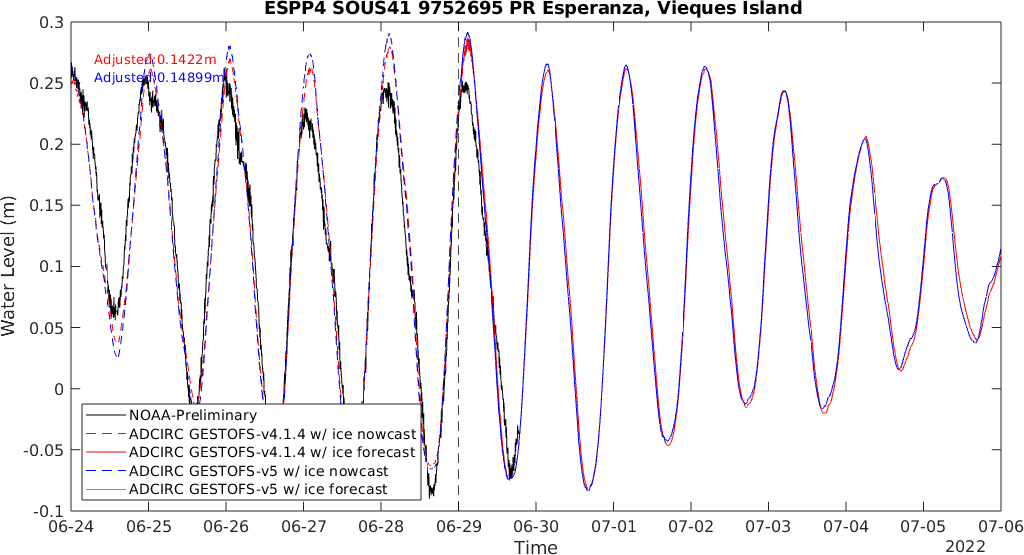 ESPP4 SOUS41 9752695 PR Esperanza, Vieques Island
0.3
Adjusted:0.1422m
Adjusted:0.14899m
0.25
0.2
0.15
Water Level (m)
0.1
0.05
0
-0.05
-0.1
NOAA-Preliminary
ADCIRC GESTOFS-v4.1.4 w/ ice nowcast
ADCIRC GESTOFS-v4.1.4 w/ ice forecast
ADCIRC GESTOFS-v5 w/ ice nowcast
ADCIRC GESTOFS-v5 w/ ice forecast
06-24 06-25 06-26 06-27 06-28 06-29 06-30 07-01 07-02 07-03 07-04 07-05 07-06
Time
2022